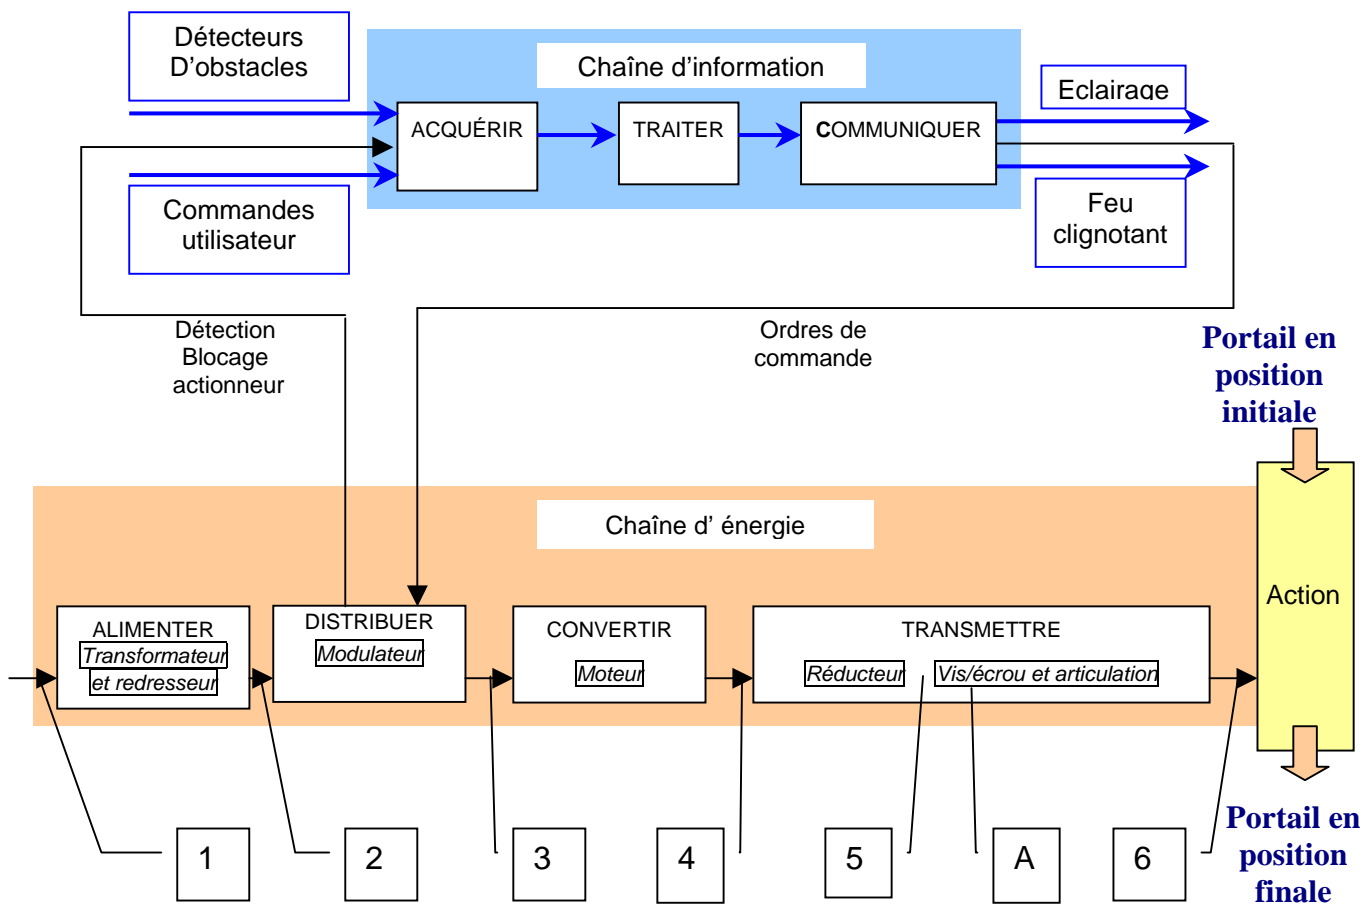 Détecteurs
D'obstacles
Chaîne d'information
Eclairage
ACQUÉRIR
TRAITER
COMMUNIQUER
Commandes
utilisateur
Feu
clignotant
Détection
Blocage
actionneur
Ordres de
commande
Portail en
position
initiale
Chaîne d' énergie
Action
ALIMENTER
Transformateur
et redresseur
DISTRIBUER
Modulateur
CONVERTIR
Moteur
TRANSMETTRE
Réducteur
Vis/écrou et articulation
1
2
3
4
5
A
6
Portail en
position
finale